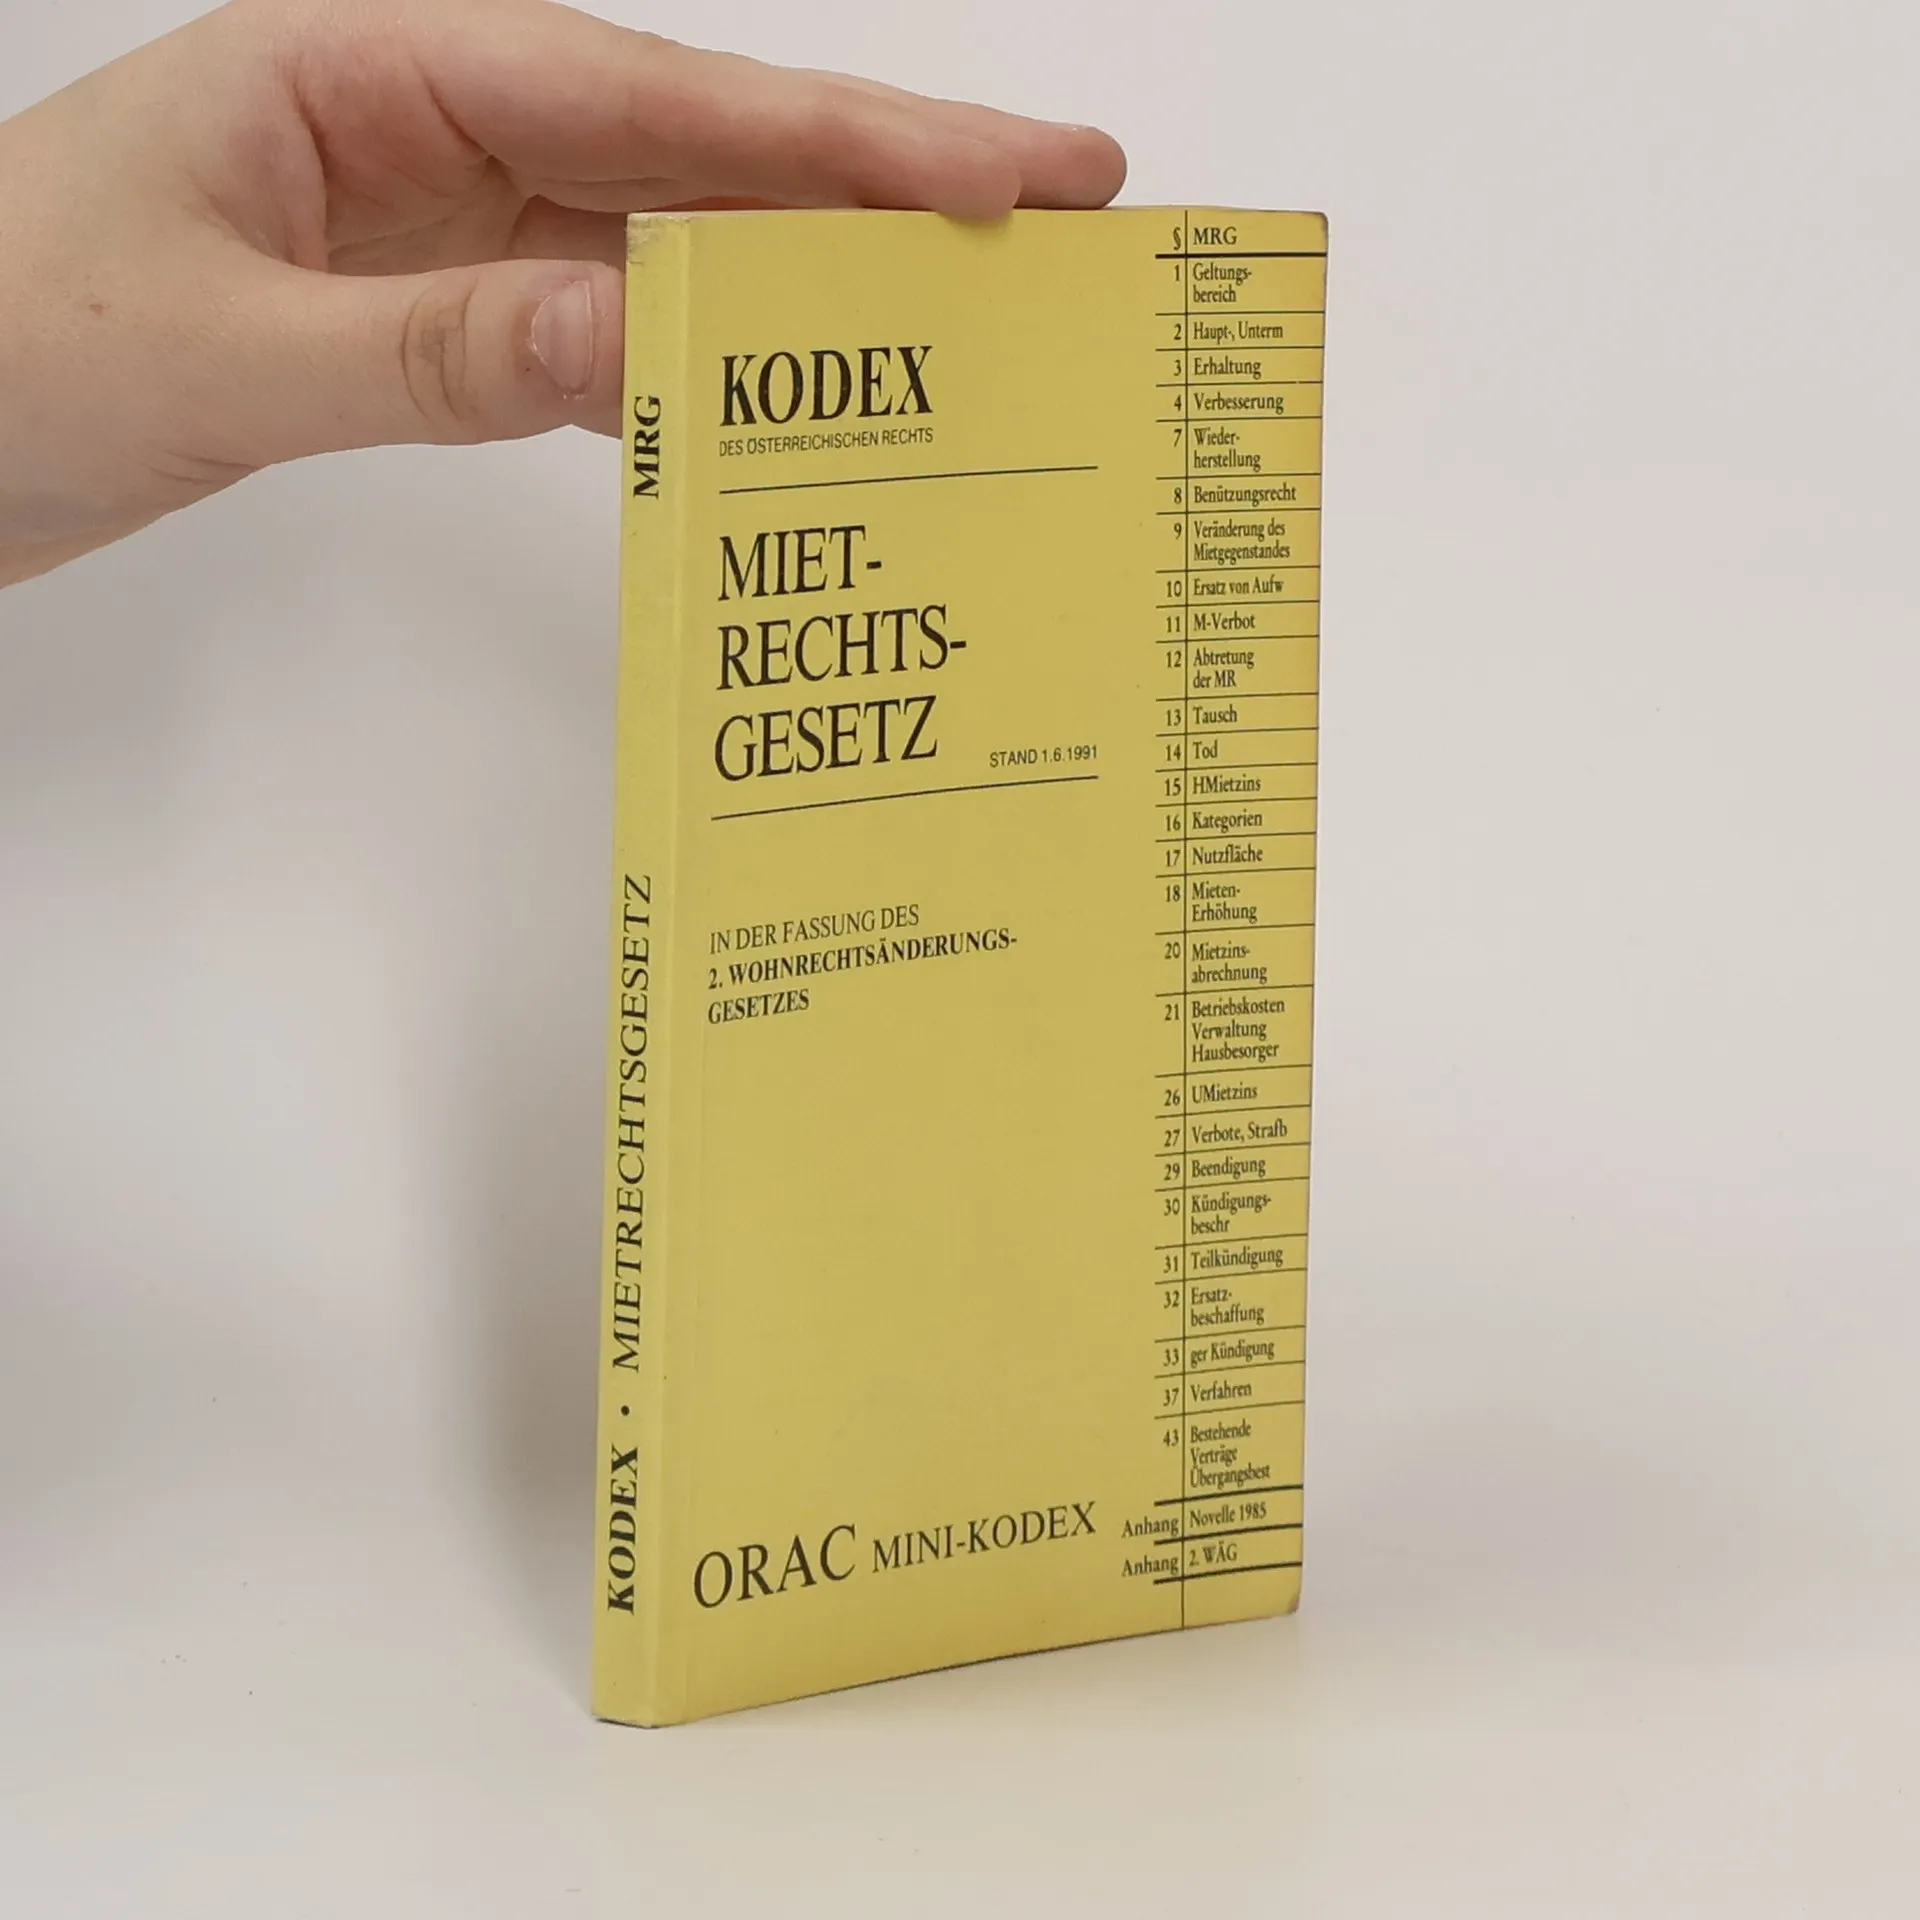 MRG
KODEX • MIETRECHTSGESETZ
KODEX
DES ÖSTERREICHISCHEN RECHTS
MIET-
RECHTS-
GESETZ
STAND 1.6.1991
IN DER FASSUNG DES
2. WOHNRECHTSÄNDERUNGS-
GESETZES
ORAC MINI-KODEX
§ MRG
1 Geltungs-
bereich
2 Haupt-, Unterm
3 Erhaltung
4 Verbesserung
7 Wieder-
herstellung
8 Benützungsrecht
9 Veränderung des
Mietgegenstandes
10 Ersatz von Aufw
11 M-Verbot
12 Abtretung
der MR
13 Tausch
14 Tod
15 HMietzins
16 Kategorien
17 Nutzfläche
18 Mieten-
Erhöhung
20 Mietzins-
abrechnung
21 Betriebskosten
Verwaltung
Hausbesorger
26 UMietzins
27 Verbote, Strafb
29 Beendigung
30 Kündigungs-
beschr
31 Teilkündigung
32 Ersatz-
beschaffung
33 ger Kündigung
37 Verfahren
43 Bestehende
Verträge
Übergangsbest
Anhang Novelle 1985
Anhang 2. WÄG